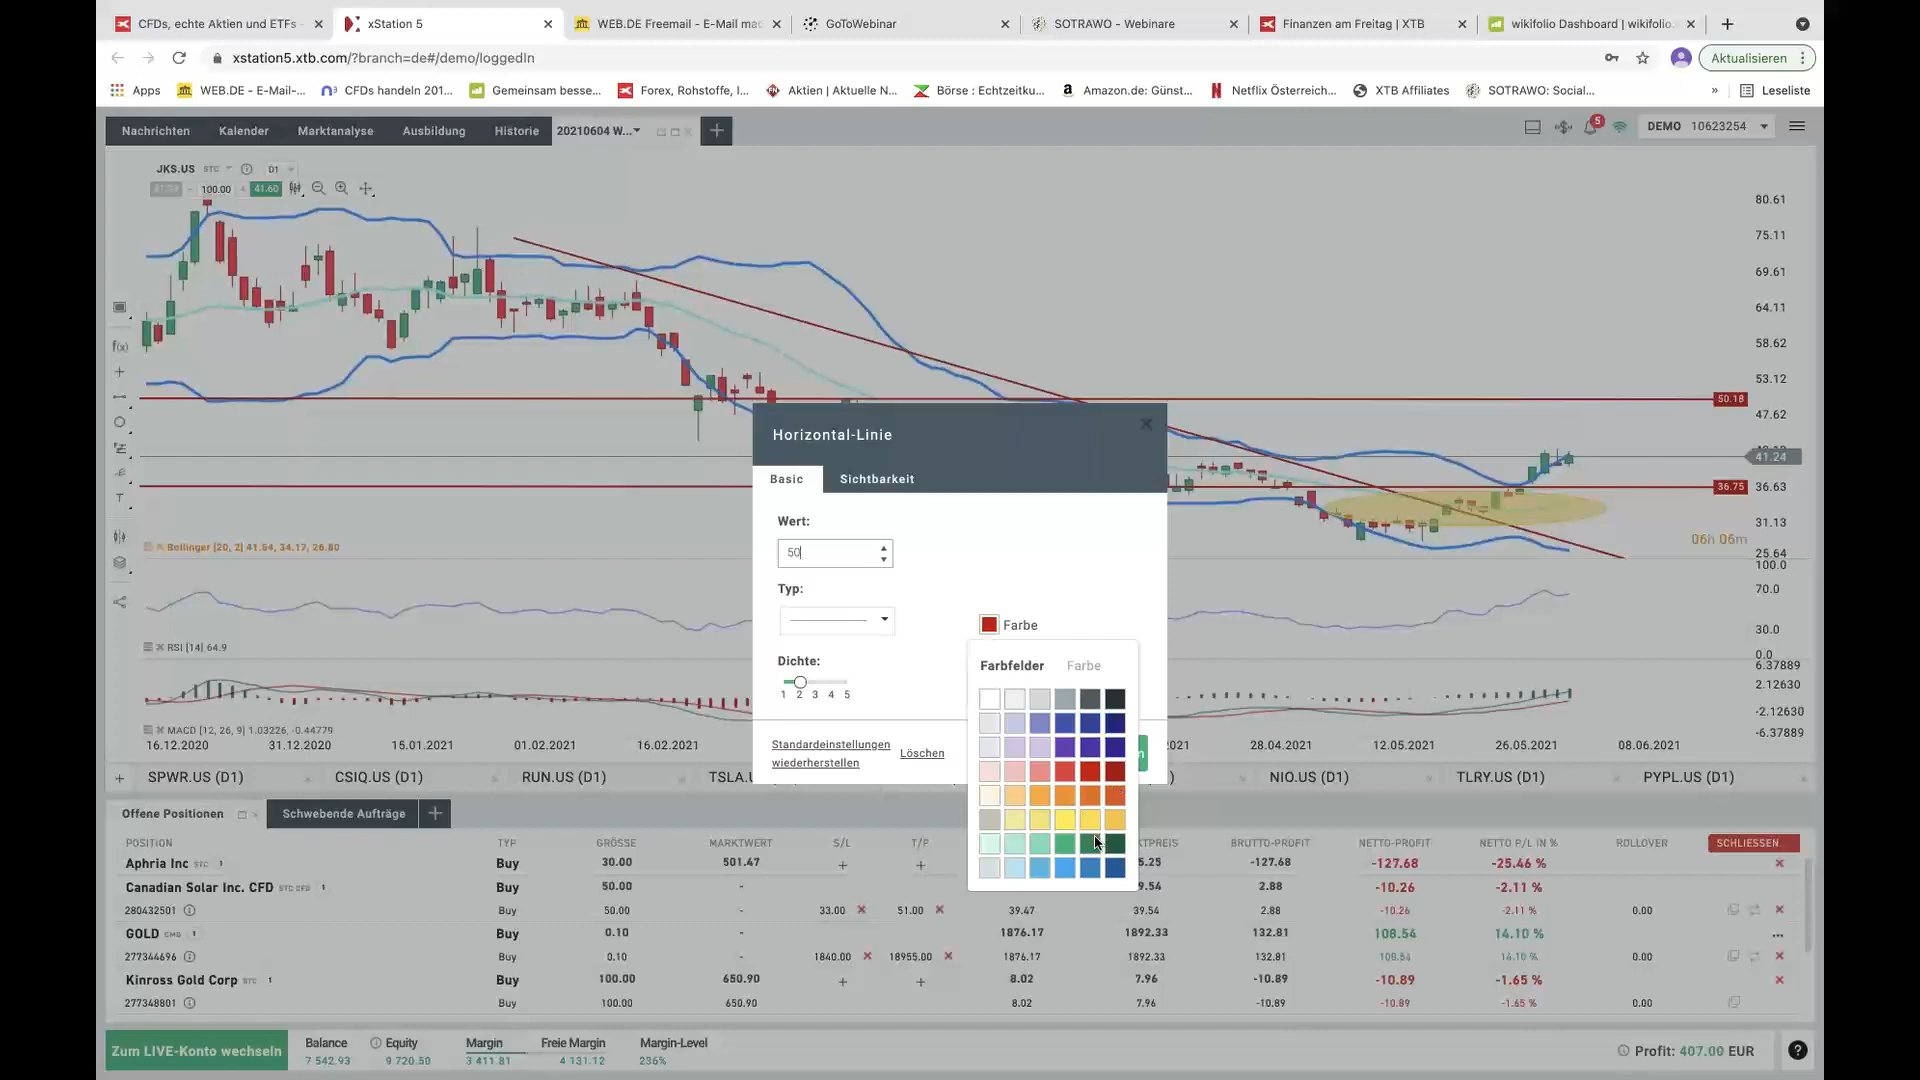 CFDs, echte Aktien und ETFs
xStation 5
WEB.DE Freemail - E-Mail mac
GoToWebinar
SOTRAWO - Webinare
Finanzen am Freitag | XTB
wikifolio Dashboard | wikifolio.
xstation5.xtb.com/?branch=de#/demo/loggedIn
Aktualisieren
Apps
WEB.DE - E-Mail-...
CFDs handeln 201...
Gemeinsam besse...
Forex, Rohstoffe, I...
Aktien | Aktuelle N...
Börse : Echtzeitku...
Amazon.de: Günst...
Netflix Österreich...
XTB Affiliates
SOTRAWO: Social...
»
Leseliste
Nachrichten
Kalender
Marktanalyse
Ausbildung
Historie
20210604 W...
5
DEMO 10623254
JKS.US STC D1
100.00 41.60
80.61
75.11
69.61
64.11
58.62
53.12
50.18
47.62
41.24
36.75
36.63
31.13
06h 06m
25.64
Bollinger [20, 2] 41.54, 34.17, 26.80
100.0
70.0
30.0
0.0
RSI [14] 64.9
6.37889
2.12630
-2.12630
-6.37889
MACD [12, 26, 9] 1.03226, -0.44779
16.12.2020
31.12.2020
15.01.2021
01.02.2021
16.02.2021
28.04.2021
12.05.2021
26.05.2021
08.06.2021
Horizontal-Linie
Basic
Sichtbarkeit
Wert:
50
Typ:
Farbe
Farbfelder
Farbe
Dichte:
1 2 3 4 5
Standardeinstellungen
wiederherstellen
Löschen
SPWR.US (D1)
CSIQ.US (D1)
RUN.US (D1)
NIO.US (D1)
TLRY.US (D1)
PYPL.US (D1)
Offene Positionen
Schwebende Aufträge
POSITION TYP GRÖSSE MARKTWERT S/L T/P BRUTTO-PROFIT NETTO-PROFIT NETTO P/L IN % ROLLOVER SCHLIESSEN
Aphria Inc STC 1 Buy 30.00 501.47 -127.68 -127.68 -25.46 %
Canadian Solar Inc. CFD STC CFD 1 Buy 50.00 - 2.88 -10.26 -2.11 %
280432501 Buy 50.00 - 33.00 51.00 39.47 39.54 2.88 -10.26 -2.11 % 0.00
GOLD CMD 1 Buy 0.10 - 1876.17 1892.33 132.81 108.54 14.10 % ...
277344696 Buy 0.10 - 1840.00 18955.00 1876.17 1892.33 132.81 108.54 14.10 % 0.00
Kinross Gold Corp STC 1 Buy 100.00 650.90 8.02 7.96 -10.89 -10.89 -1.65 %
277348801 Buy 100.00 650.90 8.02 7.96 -10.89 -10.89 -1.65 % 0.00
Zum LIVE-Konto wechseln
Balance
7 542.93
Equity
9 720.50
Margin
3 411.81
Freie Margin
4 131.12
Margin-Level
236%
Profit: 407.00 EUR